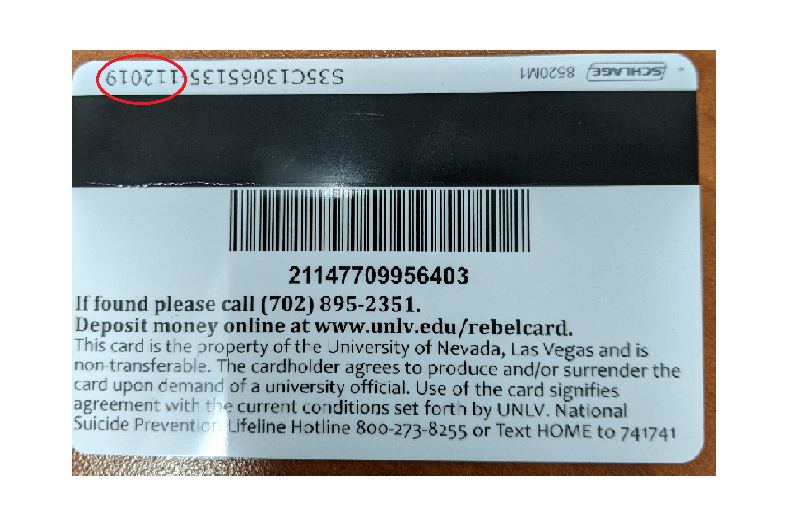 SCHLAGE 8520M1 S35C13065135 112019
21147709956403
If found please call (702) 895-2351.
Deposit money online at www.unlv.edu/rebelcard.
This card is the property of the University of Nevada, Las Vegas and is
non-transferable. The cardholder agrees to produce and/or surrender the
card upon demand of a university official. Use of the card signifies
agreement with the current conditions set forth by UNLV. National
Suicide Prevention Lifeline Hotline 800-273-8255 or Text HOME to 741741